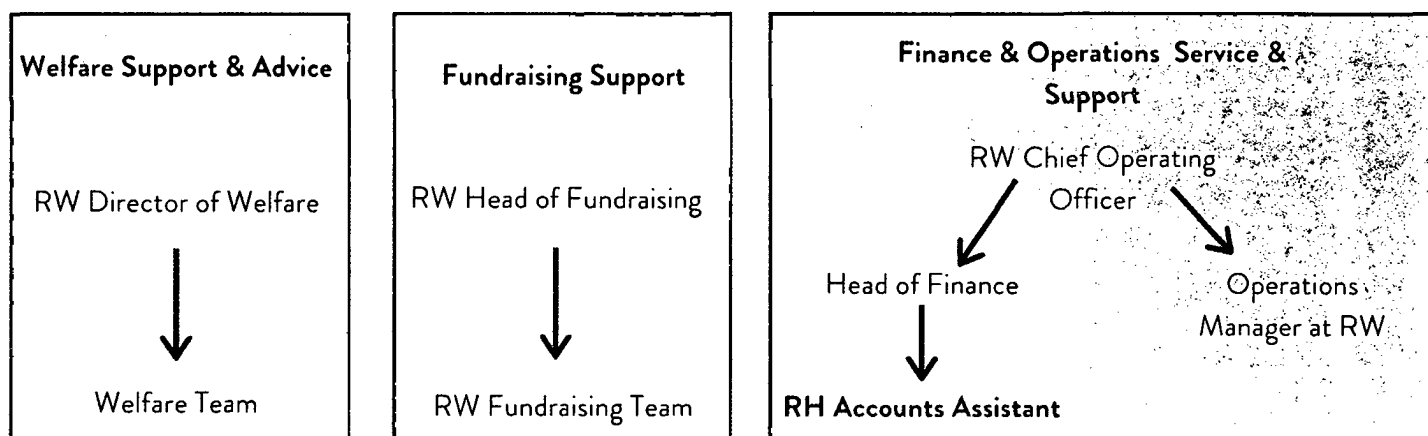 Welfare Support & Advice
RW Director of Welfare
Welfare Team
Fundraising Support
RW Head of Fundraising
RW Fundraising Team
Finance & Operations Service &
Support
RW Chief Operating
Officer
Head of Finance
Operations
Manager at RW
RH Accounts Assistant